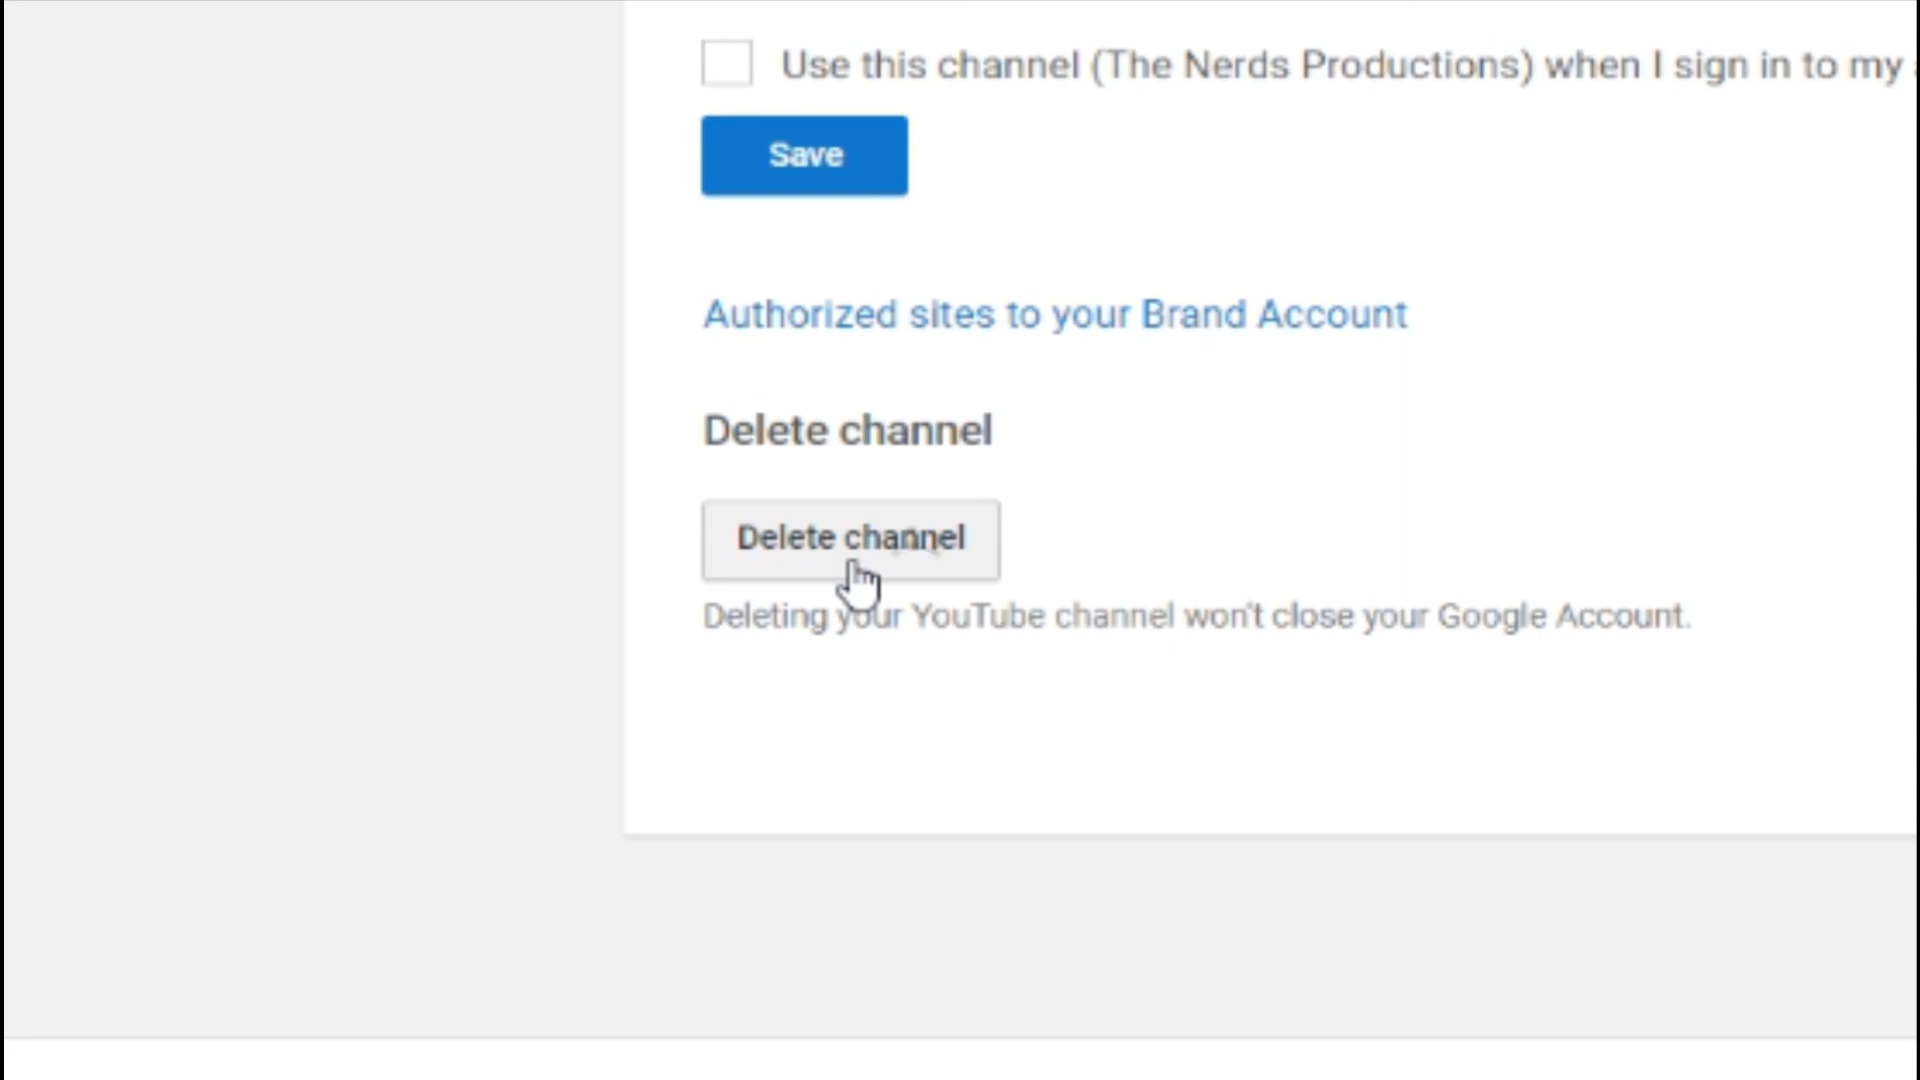 Use this channel (The Nerds Productions) when I sign in to my
Save
Authorized sites to your Brand Account
Delete channel
Delete channel
Deleting your YouTube channel won't close your Google Account.